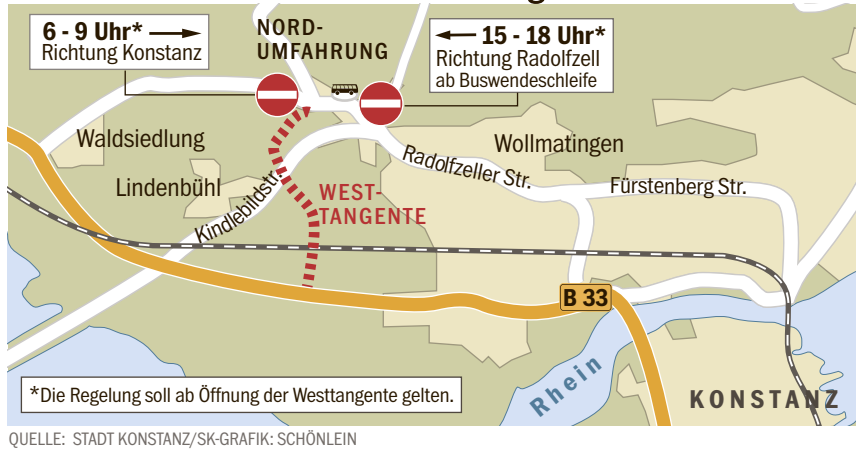 6 - 9 Uhr*
Richtung Konstanz
NORD-
UMFAHRUNG
15 - 18 Uhr*
Richtung Radolfzell
ab Buswendeschleife
Waldsiedlung
Wollmatingen
Radolfzeller Str.
Lindenbühl
WEST-
TANGENTE
Fürstenberg Str.
Kindlebildstr.
B 33
Rhein
KONSTANZ
*Die Regelung soll ab Öffnung der Westtangente gelten.
QUELLE: STADT KONSTANZ/SK-GRAFIK: SCHÖNLEIN